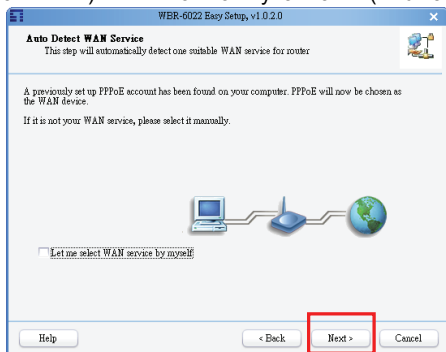 WBR-6022 Easy Setup, v1.0.2.0
Auto Detect WAN Service
This step will automatically detect one suitable WAN service for router
A previously set up PPPoE account has been found on your computer. PPPoE will now be chosen as
the WAN device.
If it is not your WAN service, please select it manually.
Let me select WAN service by myself
Help
< Back
Next >
Cancel